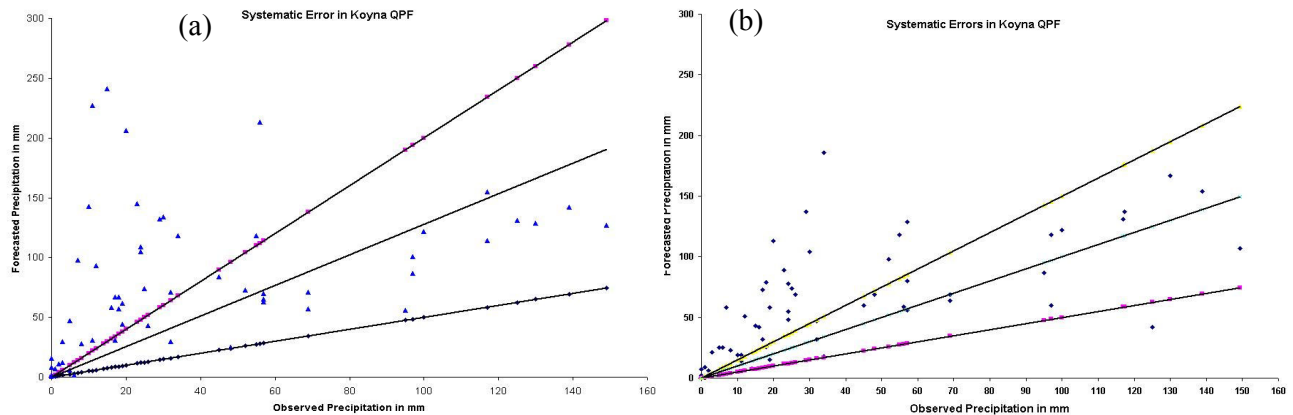 (a)
Systematic Error in Koyna QPF
Forecasted Precipitation in mm
300
250
200
150
100
50
0
0 20 40 60 80 100 120 140 160
Observed Precipitation in mm
(b)
Systematic Errors in Koyna QPF
Forecasted Precipitation in mm
300
250
200
150
100
50
0
0 10 20 30 40 50 60 70 80 90 100 110 120 130 140 150 160
Observed Precipitation in mm